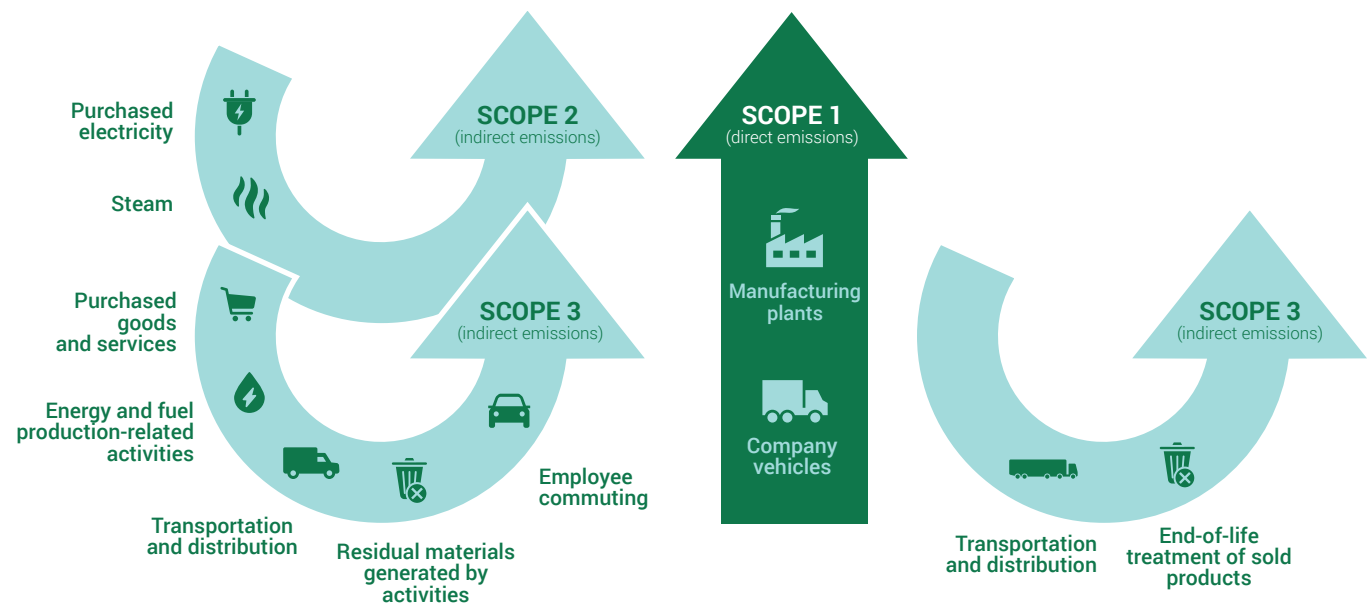 Purchased
electricity
Steam
SCOPE 2
(indirect emissions)
Purchased
goods
and services
Energy and fuel
production-related
activities
Transportation
and distribution
Residual materials
generated by
activities
Employee
commuting
SCOPE 3
(indirect emissions)
SCOPE 1
(direct emissions)
Manufacturing
plants
Company
vehicles
SCOPE 3
(indirect emissions)
Transportation
and distribution
End-of-life
treatment of sold
products